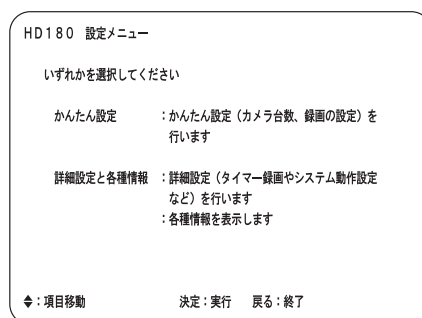 HD180 設定メニュー
いずれかを選択してください
かんたん設定 :かんたん設定(カメラ台数、録画の設定)を
行います
詳細設定と各種情報 :詳細設定(タイマー録画やシステム動作設定
など)を行います
:各種情報を表示します
◆:項目移動 決定:実行 戻る:終了